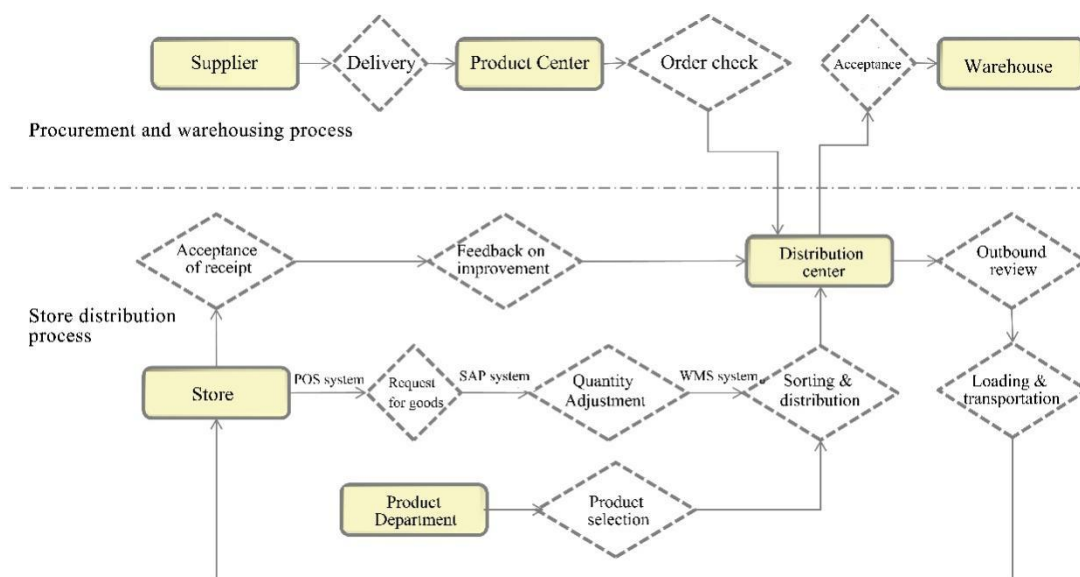 Supplier
Delivery
Product Center
Order check
Acceptance
Warehouse
Procurement and warehousing process
Acceptance
of receipt
Feedback on
improvement
Distribution
center
Outbound
review
Store distribution
process
Store
POS system
Request
for goods
SAP system
Quantity
Adjustment
WMS system
Sorting &
distribution
Loading &
transportation
Product
Department
Product
selection